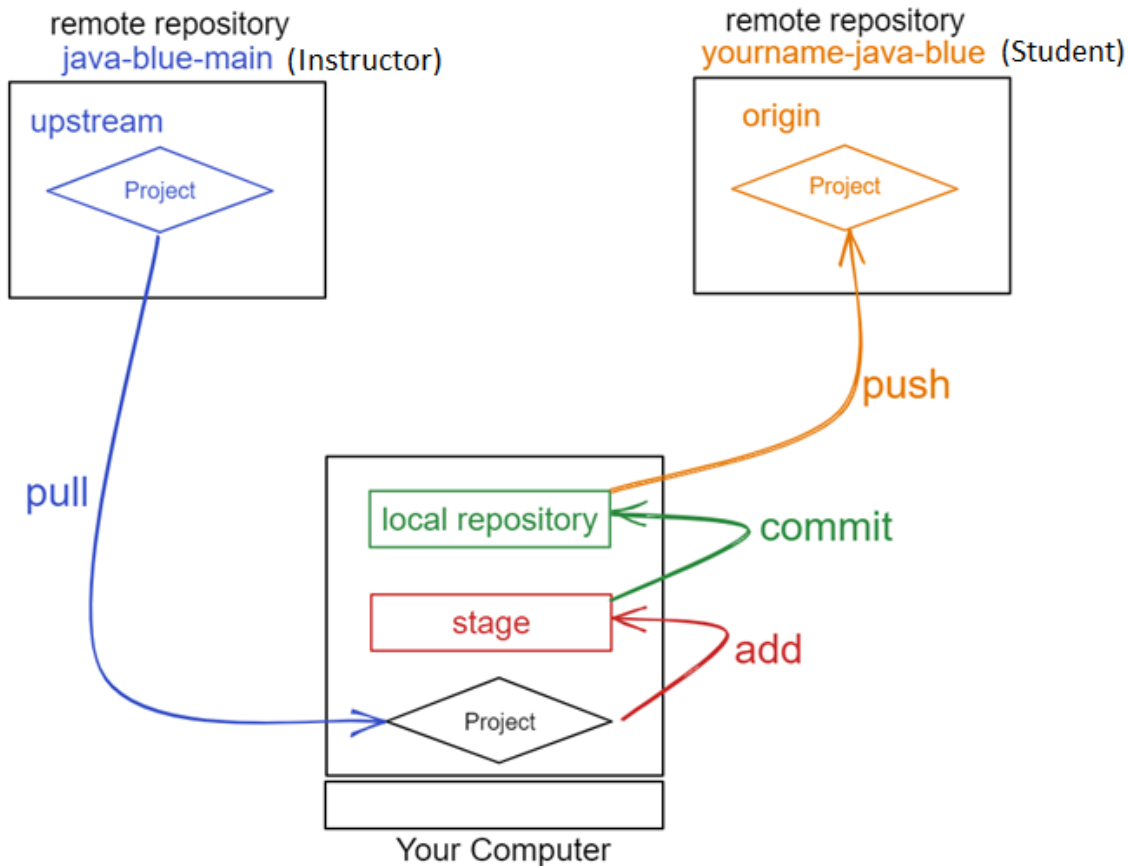 remote repository
java-blue-main (Instructor)
upstream
Project
remote repository
yourname-java-blue (Student)
origin
Project
pull
push
local repository
commit
stage
add
Project
Your Computer